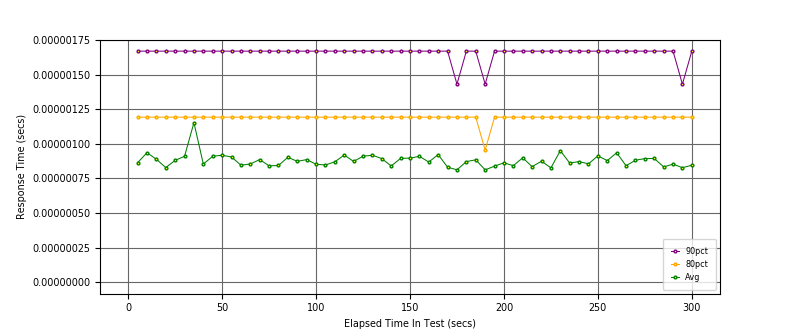 0.00000175
0.00000150
0.00000125
0.00000100
0.00000075
0.00000050
0.00000025
0.00000000
Response Time (secs)
90pct
80pct
Avg
0 50 100 150 200 250 300
Elapsed Time In Test (secs)